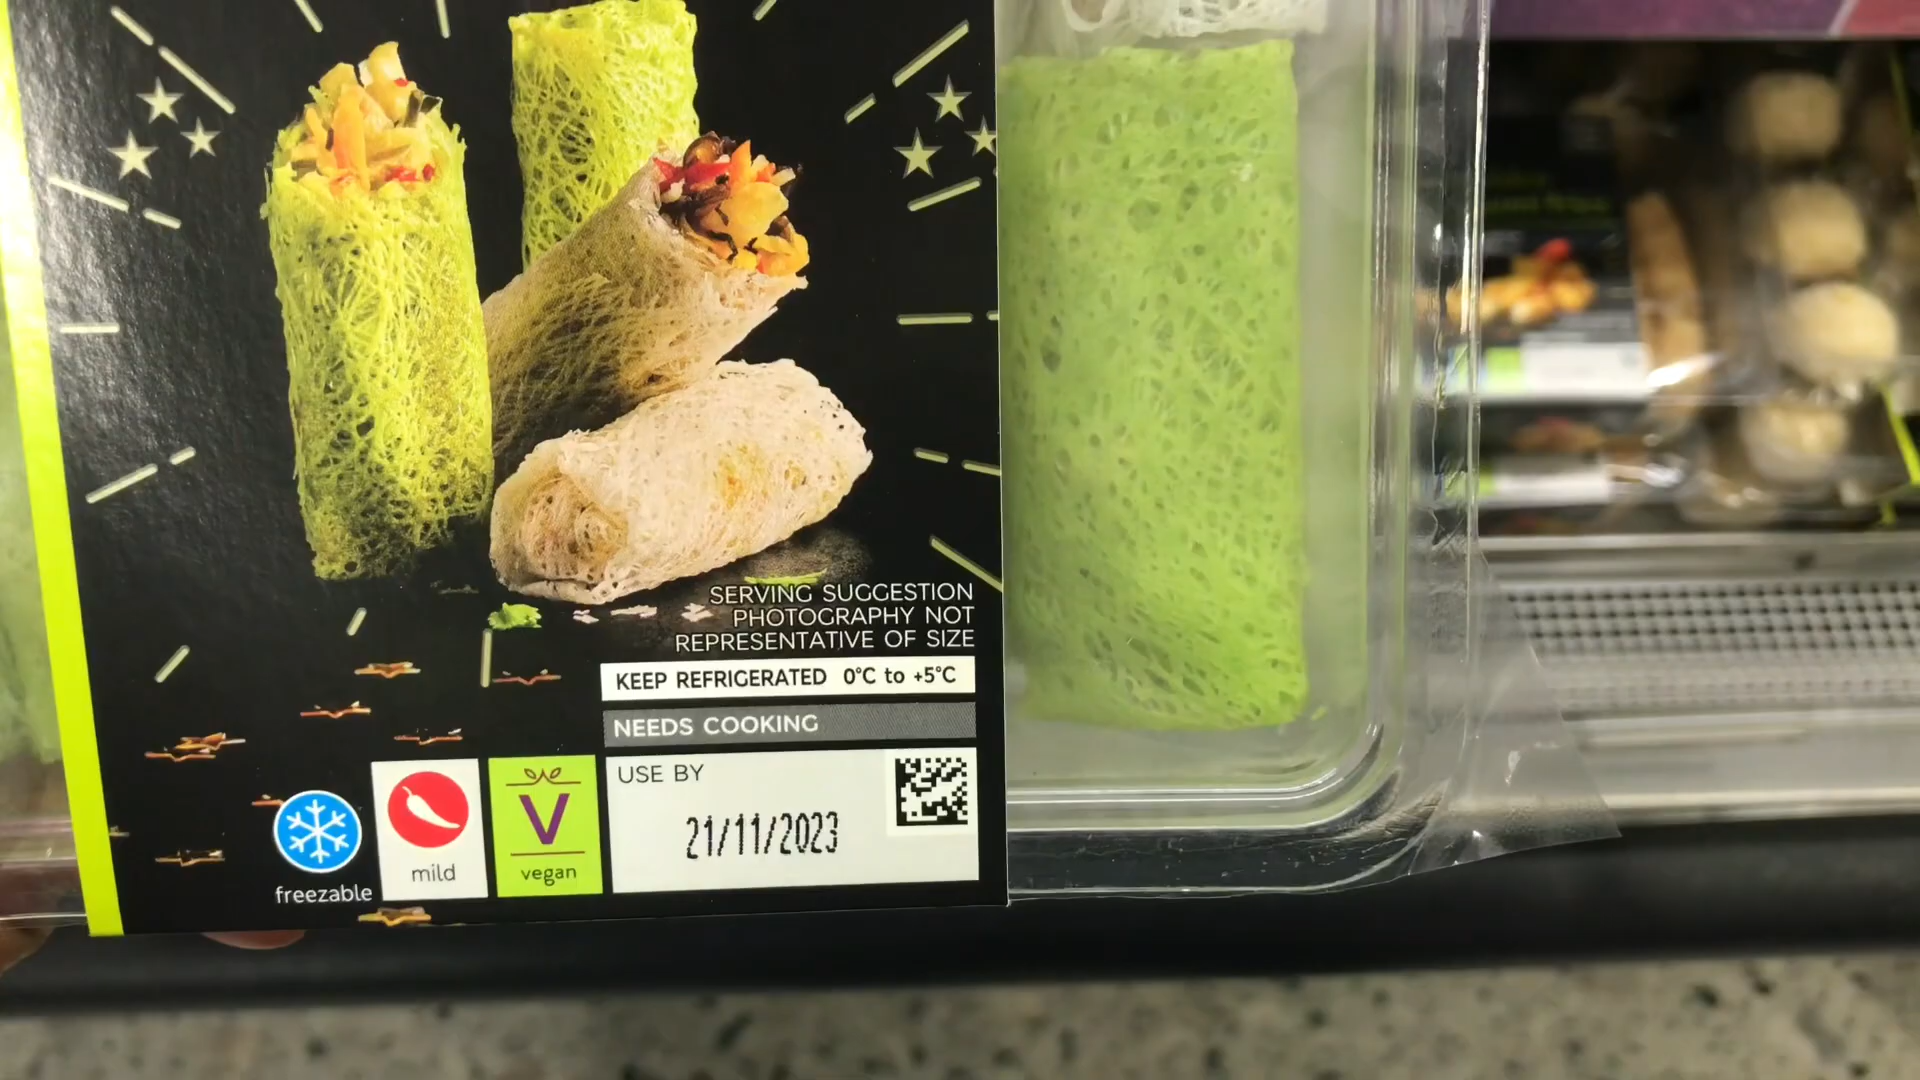 SERVING SUGGESTION
PHOTOGRAPHY NOT
REPRESENTATIVE OF SIZE
KEEP REFRIGERATED 0°C to +5°C
NEEDS COOKING
USE BY
21/11/2023
freezable
mild
V
vegan